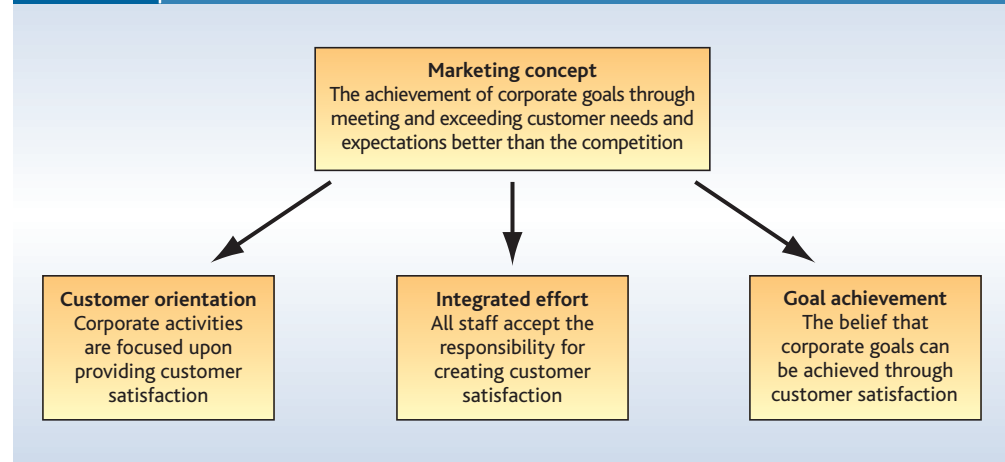 Marketing concept
The achievement of corporate goals through
meeting and exceeding customer needs and
expectations better than the competition
Customer orientation
Corporate activities
are focused upon
providing customer
satisfaction
Integrated effort
All staff accept the
responsibility for
creating customer
satisfaction
Goal achievement
The belief that
corporate goals can
be achieved through
customer satisfaction